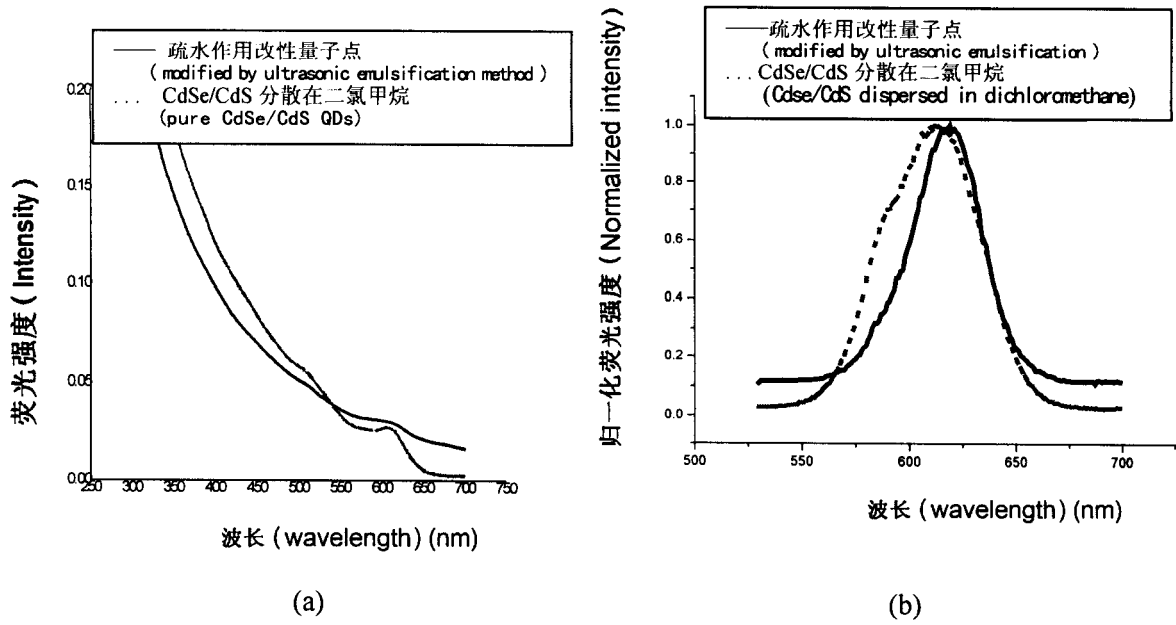 —— 疏水作用改性量子点
( modified by ultrasonic emulsification method )
... CdSe/CdS 分散在二氯甲烷
(pure CdSe/CdS QDs)
0.20
0.15
0.10
0.05
0.00
荧光强度 (Intensity)
250 300 350 400 450 500 550 600 650 700 750
波长 (wavelength) (nm)
(a)
——疏水作用改性量子点
(modified by ultrasonic emulsification )
... CdSe/CdS 分散在二氯甲烷
(Cdse/CdS dispersed in dichloromethane)
1.0
0.8
0.6
0.4
0.2
0.0
归一化荧光强度 (Normalized intensity)
500 550 600 650 700
波长 (wavelength) (nm)
(b)